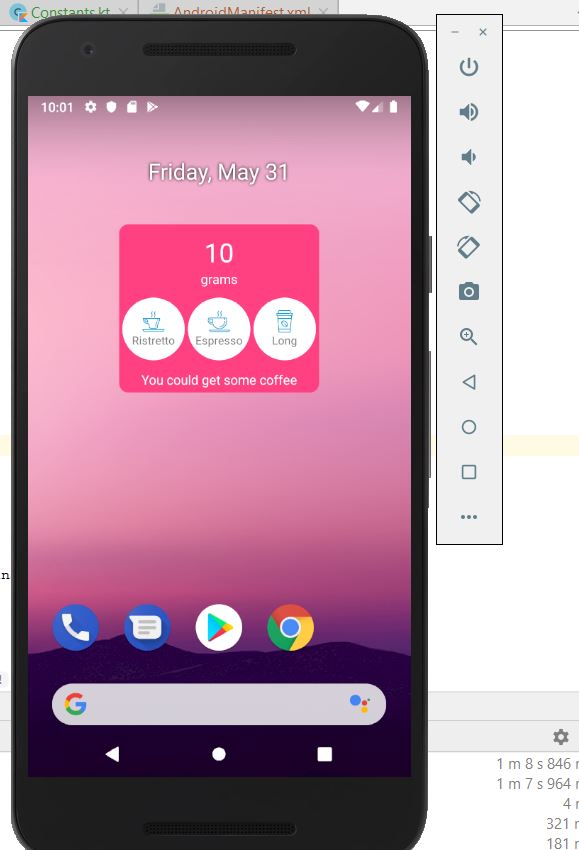 Constants.kt
AndroidManifest.xml
10:01
Friday, May 31
10
grams
Ristretto Espresso Long
You could get some coffee
1 m 8 s 846
1 m 7 s 964
4
321
181